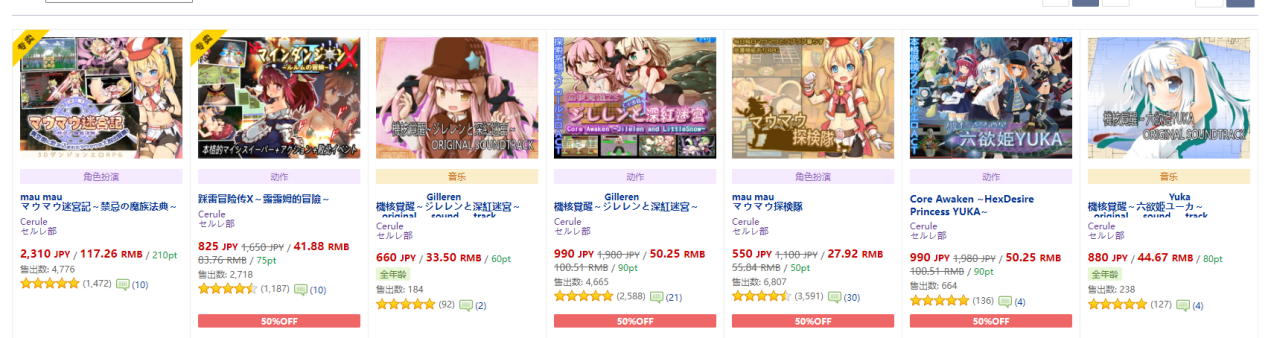 专卖
マウマウ迷宮記
3Dダンジョンエロ RPG
角色扮演
mau mau
マウマウ迷宮記～禁忌の魔族法典～
Cerule
セルレ部
2,310 JPY / 117.26 RMB / 210pt
售出数: 4,776
(1,472) (10)
专卖
マインダンジョンX
～ルルムの冒険～
本格的マインスイーパー+アクション+豊富イベント
动作
踩雷冒险传X～露露姆的冒險～
Cerule
セルレ部
825 JPY 1,650 JPY / 41.88 RMB
83.76 RMB / 75pt
售出数: 2,718
(1,187) (10)
50%OFF
機核覚醒～ジレレンと深紅迷宮～
ORIGINAL SOUNDTRACK
音乐
Gilleren
機核覚醒～ジレレンと深紅迷宮～
original sound track
Cerule
セルレ部
660 JPY / 33.50 RMB / 60pt
全年龄
售出数: 184
(92) (2)
ジレレンと深紅迷宮
Core Awaken ~Jilelen and LittleSnow~
动作
Gilleren
機核覚醒～ジレレンと深紅迷宮～
Cerule
セルレ部
990 JPY 1,980 JPY / 50.25 RMB
100.51 RMB / 90pt
售出数: 4,665
(2,588) (21)
50%OFF
マウマウ
探検隊
角色扮演
mau mau
マウマウ探検隊
Cerule
セルレ部
550 JPY 1,100 JPY / 27.92 RMB
55.84 RMB / 50pt
售出数: 6,807
(3,591) (30)
50%OFF
六欲姫YUKA
动作
Core Awaken ~HexDesire
Princess YUKA~
Cerule
セルレ部
990 JPY 1,980 JPY / 50.25 RMB
100.51 RMB / 90pt
售出数: 664
(136) (4)
50%OFF
機核覚醒～六欲姫YUKA
ORIGINAL SOUNDTRACK
音乐
Yuka
機核覚醒～六欲姫ユーカ～
original sound track
Cerule
セルレ部
880 JPY / 44.67 RMB / 80pt
全年龄
售出数: 238
(127) (4)